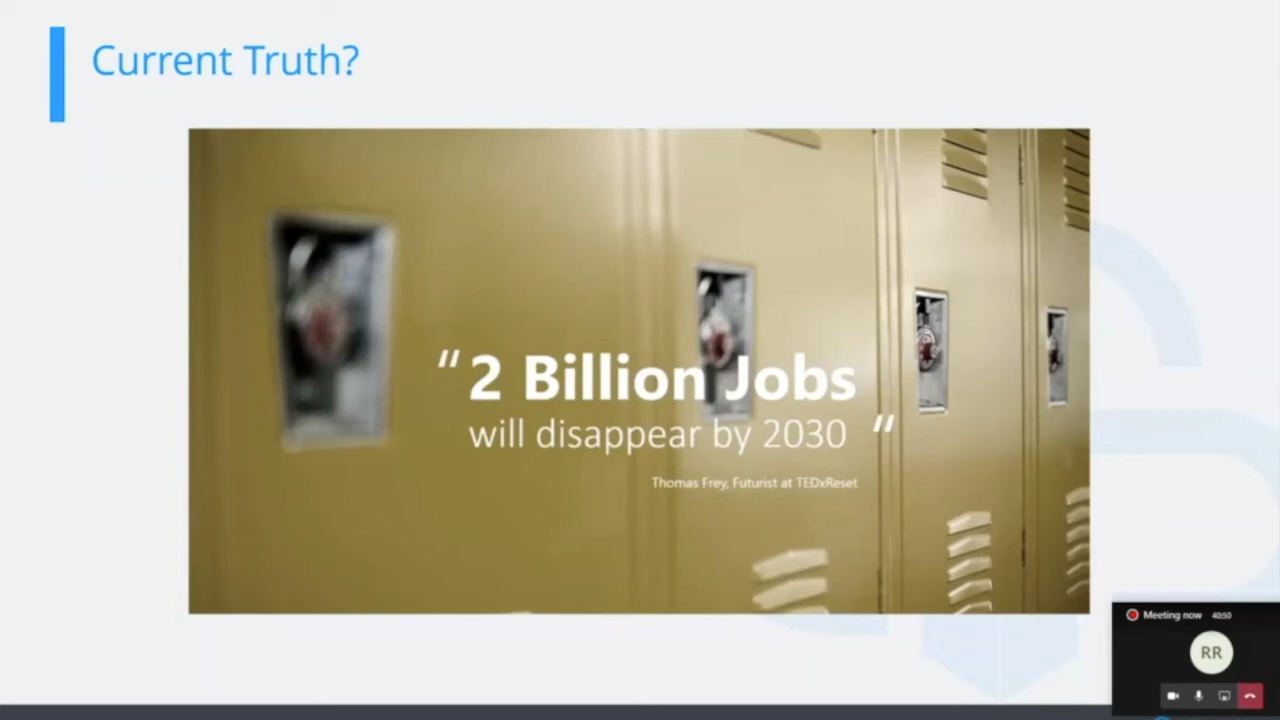 Current Truth?
“2 Billion Jobs
will disappear by 2030”
Thomas Frey, Futurist at TEDxReset
Meeting now 40:50
RR